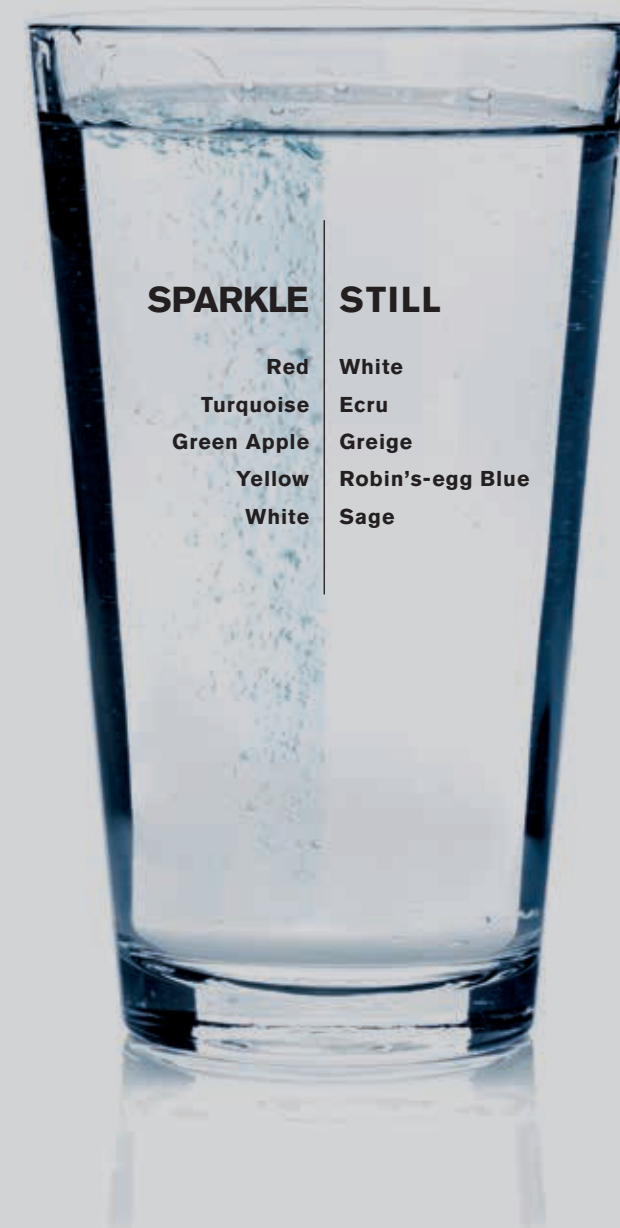 SPARKLE
Red
Turquoise
Green Apple
Yellow
White
STILL
White
Ecru
Greige
Robin's-egg Blue
Sage